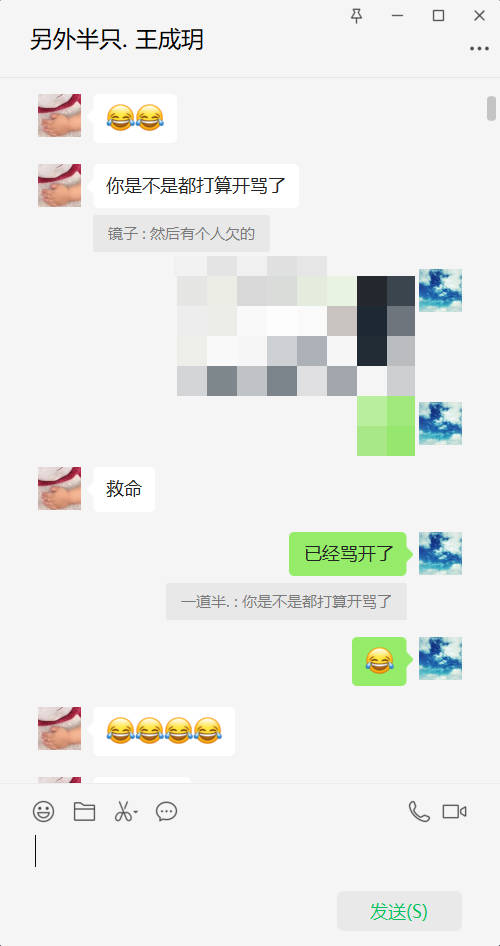 另外半只. 王成玥
😂😂
你是不是都打算开骂了
镜子 : 然后有个人欠的
救命
已经骂开了
一道半. : 你是不是都打算开骂了
😂
😂😂😂😂
发送(S)